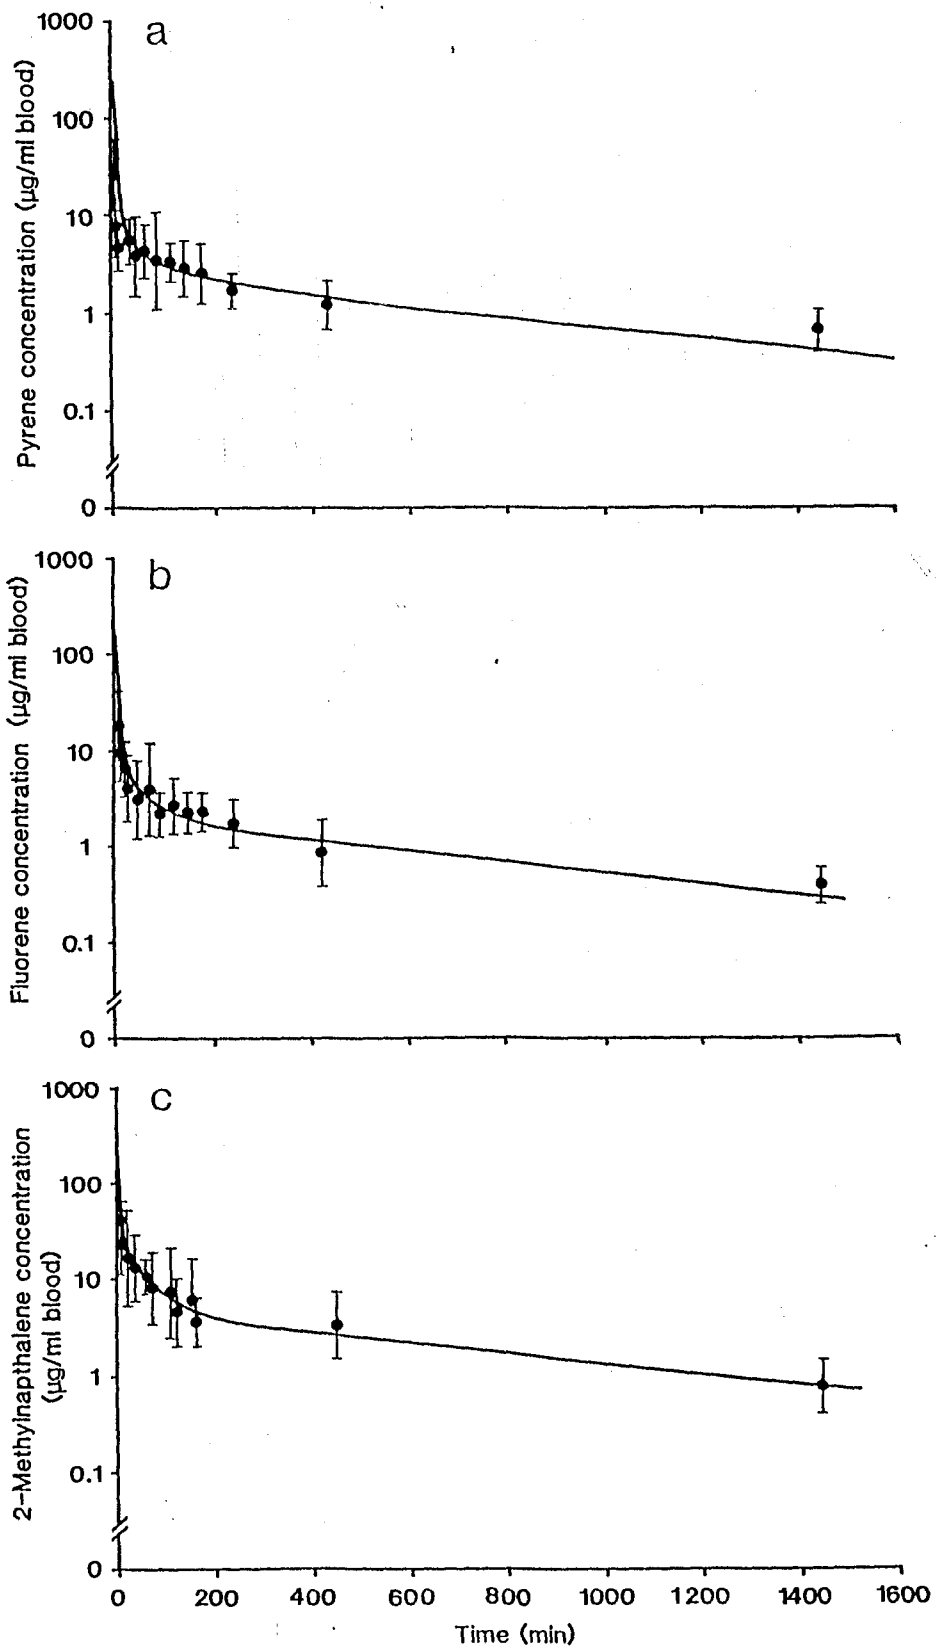 a
Pyrene concentration (μg/ml blood)
1000
100
10
1
0.1
0
b
Fluorene concentration (μg/ml blood)
1000
100
10
1
0.1
0
c
2-Methylnapthalene concentration
(μg/ml blood)
1000
100
10
1
0.1
0
0 200 400 600 800 1000 1200 1400 1600
Time (min)